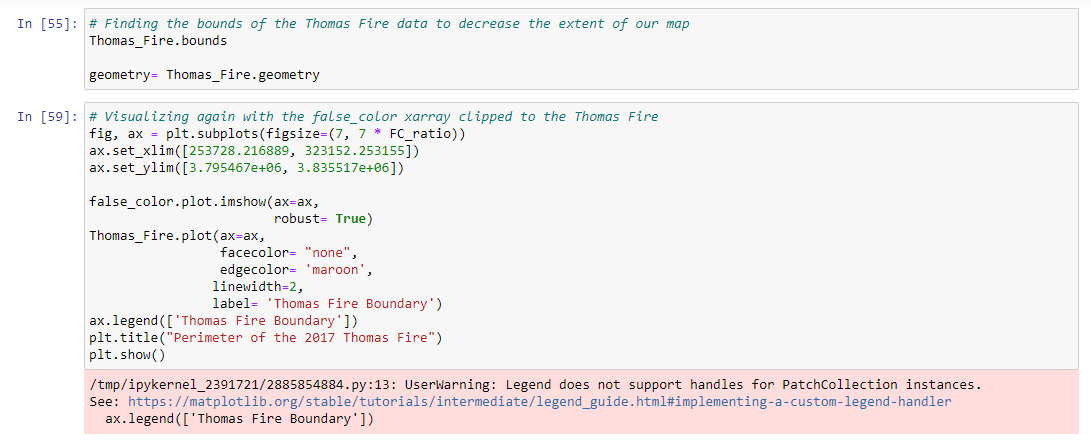 In [55]: # Finding the bounds of the Thomas Fire data to decrease the extent of our map
Thomas_Fire.bounds
geometry= Thomas_Fire.geometry
In [59]: # Visualizing again with the false_color xarray clipped to the Thomas Fire
fig, ax = plt.subplots(figsize=(7, 7 * FC_ratio))
ax.set_xlim([253728.216889, 323152.253155])
ax.set_ylim([3.795467e+06, 3.835517e+06])
false_color.plot.imshow(ax=ax,
robust= True)
Thomas_Fire.plot(ax=ax,
facecolor= "none",
edgecolor= 'maroon',
linewidth=2,
label= 'Thomas Fire Boundary')
ax.legend(['Thomas Fire Boundary'])
plt.title("Perimeter of the 2017 Thomas Fire")
plt.show()
/tmp/ipykernel_2391721/2885854884.py:13: UserWarning: Legend does not support handles for PatchCollection instances.
See: https://matplotlib.org/stable/tutorials/intermediate/legend_guide.html#implementing-a-custom-legend-handler
ax.legend(['Thomas Fire Boundary'])